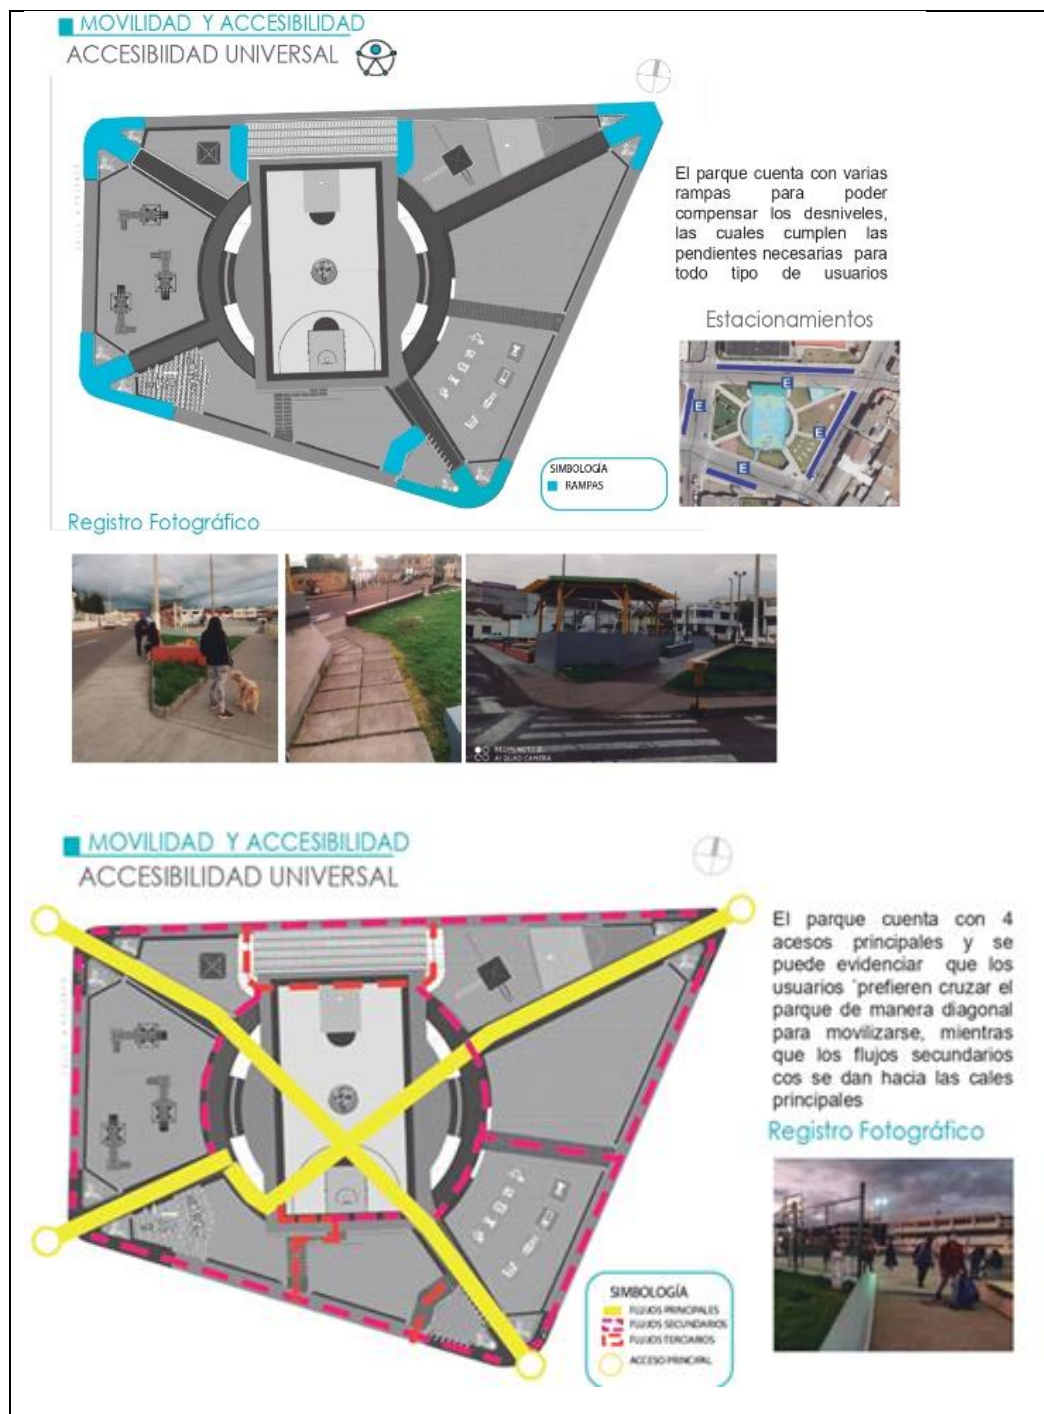 MOVILIDAD Y ACCESIBILIDAD
ACCESIBIIDAD UNIVERSAL
El parque cuenta con varias
rampas para poder
compensar los desniveles,
las cuales cumplen las
pendientes necesarias para
todo tipo de usuarios
Estacionamientos
E
E
E
E
SIMBOLOGÍA
RAMPAS
Registro Fotográfico
AI QUAD CAMERA
MOVILIDAD Y ACCESIBILIDAD
ACCESIBILIDAD UNIVERSAL
El parque cuenta con 4
acesos principales y se
puede evidenciar que los
usuarios ´prefieren cruzar el
parque de manera diagonal
para movilizarse, mientras
que los flujos secundarios
cos se dan hacia las cales
principales
Registro Fotográfico
SIMBOLOGÍA
FLUJOS PRINCIPALES
FLUJOS SECUNDARIOS
FLUJOS TERCIARIOS
ACCESO PRINCIPAL